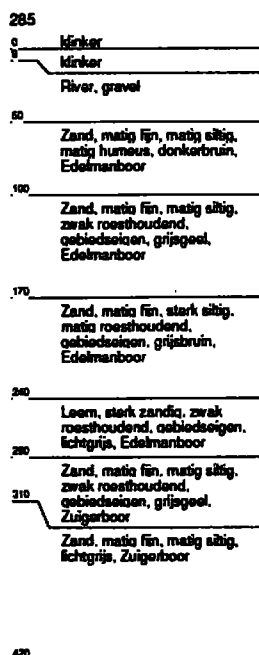 285
0
klinker
8
klinker
River, gravel
50
Zand, matig fijn, matig siltig,
matig humeus, donkerbruin,
Edelmanboor
100
Zand, matig fijn, matig siltig,
zwak roesthoudend,
gebiedseigen, grijsgeel,
Edelmanboor
170
Zand, matig fijn, sterk siltig,
matig roesthoudend,
gebiedseigen, grijsbruin,
Edelmanboor
240
Leem, sterk zandig, zwak
roesthoudend, gebiedseigen,
lichtgrijs, Edelmanboor
280
Zand, matig fijn, matig siltig,
zwak roesthoudend,
gebiedseigen, grijsgeel,
Zuigerboor
310
Zand, matig fijn, matig siltig,
lichtgrijs, Zuigerboor
420